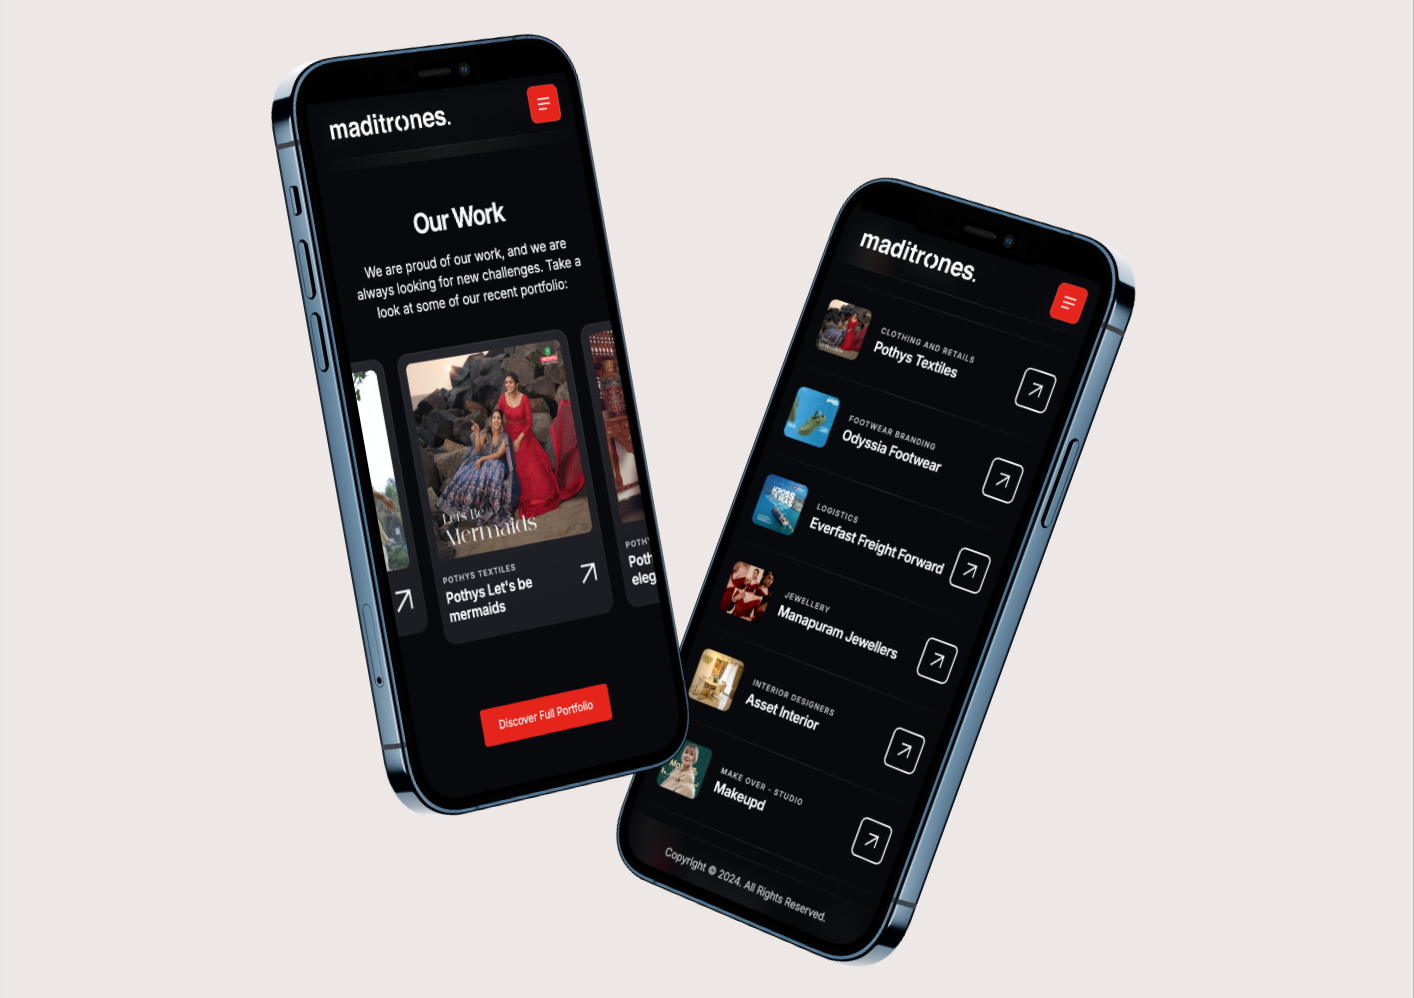 maditrones.
Our Work
We are proud of our work, and we are
always looking for new challenges. Take a
look at some of our recent portfolio:
Let's Be
Mermaids
POTHYS TEXTILES
Pothys Let's be
mermaids
POTH
Poth
eleg
Discover Full Portfolio
maditrones.
CLOTHING AND RETAILS
Pothys Textiles
FOOTWEAR BRANDING
Odyssia Footwear
LOGISTICS
Everfast Freight Forward
JEWELLERY
Manapuram Jewellers
INTERIOR DESIGNERS
Asset Interior
MAKE OVER - STUDIO
Makeupd
Copyright © 2024. All Rights Reserved.